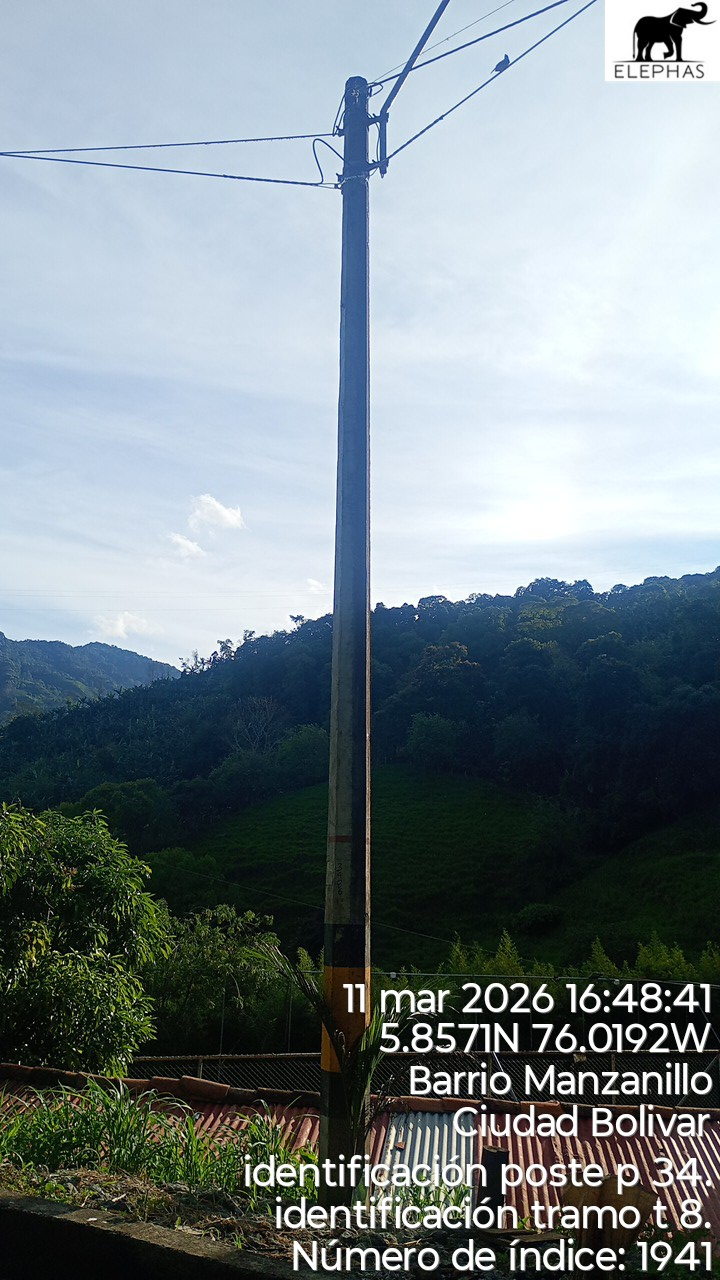 ELEPHAS
11 mar 2026 16:48:41
5.8571N 76.0192W
Barrio Manzanillo
Ciudad Bolivar
identificación poste p 34.
identificación tramo t 8.
Número de índice: 1941